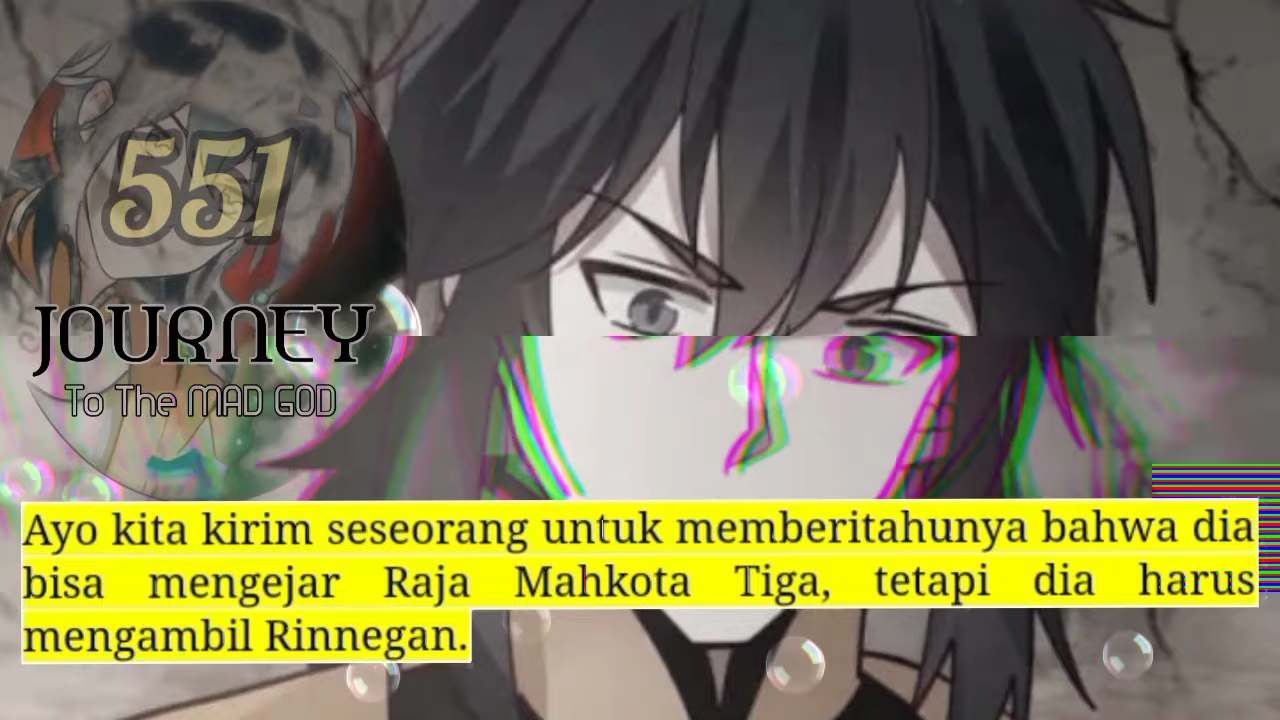 551
JOURNEY
To The MAD GOD
Ayo kita kirim seseorang untuk memberitahunya bahwa dia
bisa mengejar Raja Mahkota Tiga, tetapi dia harus
mengambil Rinnegan.